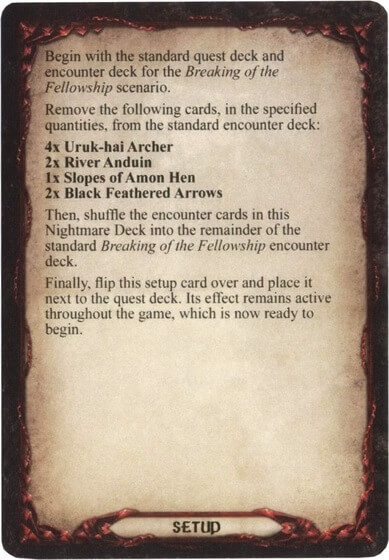 Begin with the standard quest deck and
encounter deck for the Breaking of the
Fellowship scenario.
Remove the following cards, in the specified
quantities, from the standard encounter deck:
4x Uruk-hai Archer
2x River Anduin
1x Slopes of Amon Hen
2x Black Feathered Arrows
Then, shuffle the encounter cards in this
Nightmare Deck into the remainder of the
standard Breaking of the Fellowship encounter
deck.
Finally, flip this setup card over and place it
next to the quest deck. Its effect remains active
throughout the game, which is now ready to
begin.
SETUP